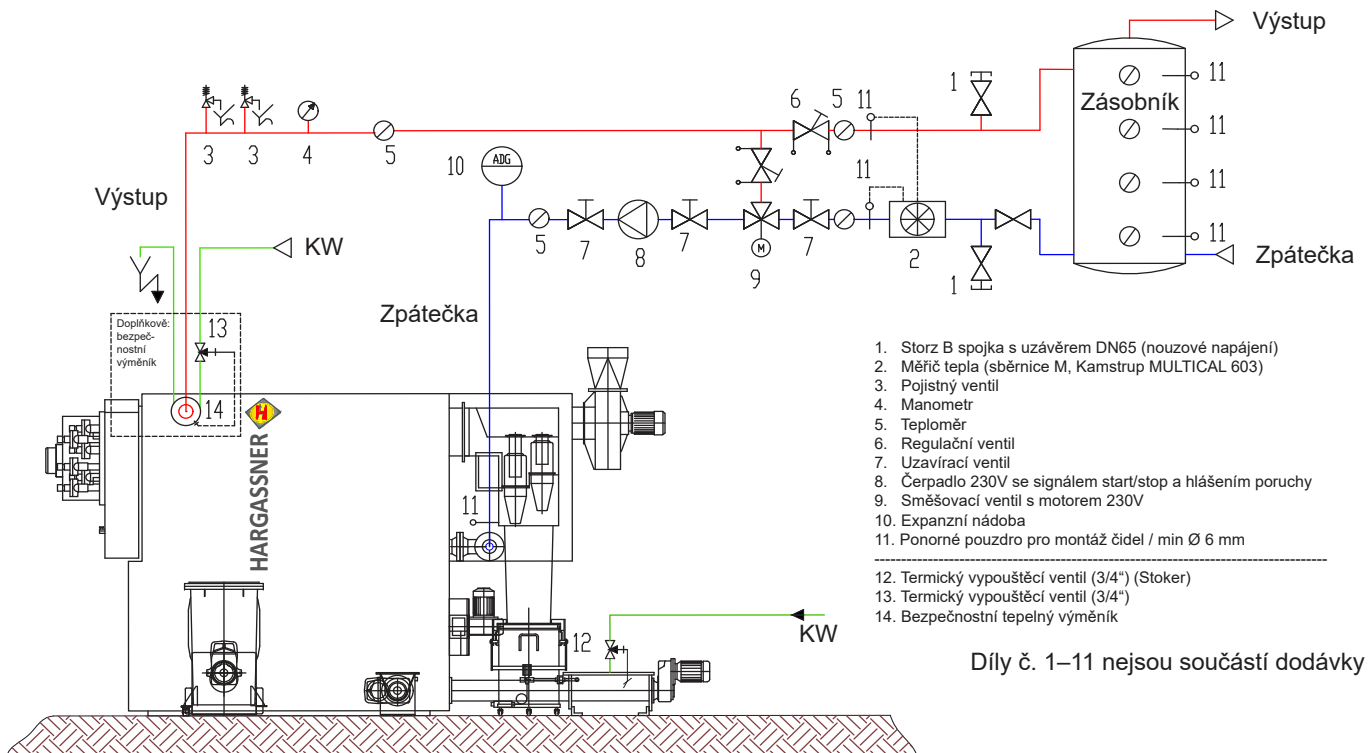 Výstup
11
1
6
5
11
Zásobník
3
3
4
5
10
ADG
11
11
11
Výstup
5
7
8
7
M
9
7
2
1
11
KW
Zpátečka
Zpátečka
Doplňkově:
bezpeč-
nostní
výměník
13
14
H
HARGASSNER
11
12
KW
1. Storz B spojka s uzávěrem DN65 (nouzové napájení)
2. Měřič tepla (sběrnice M, Kamstrup MULTICAL 603)
3. Pojistný ventil
4. Manometr
5. Teploměr
6. Regulační ventil
7. Uzavírací ventil
8. Čerpadlo 230V se signálem start/stop a hlášením poruchy
9. Směšovací ventil s motorem 230V
10. Expanzní nádoba
11. Ponorné pouzdro pro montáž čidel / min Ø 6 mm
12. Termický vypouštěcí ventil (3/4“) (Stoker)
13. Termický vypouštěcí ventil (3/4“)
14. Bezpečnostní tepelný výměník
Díly č. 1–11 nejsou součástí dodávky